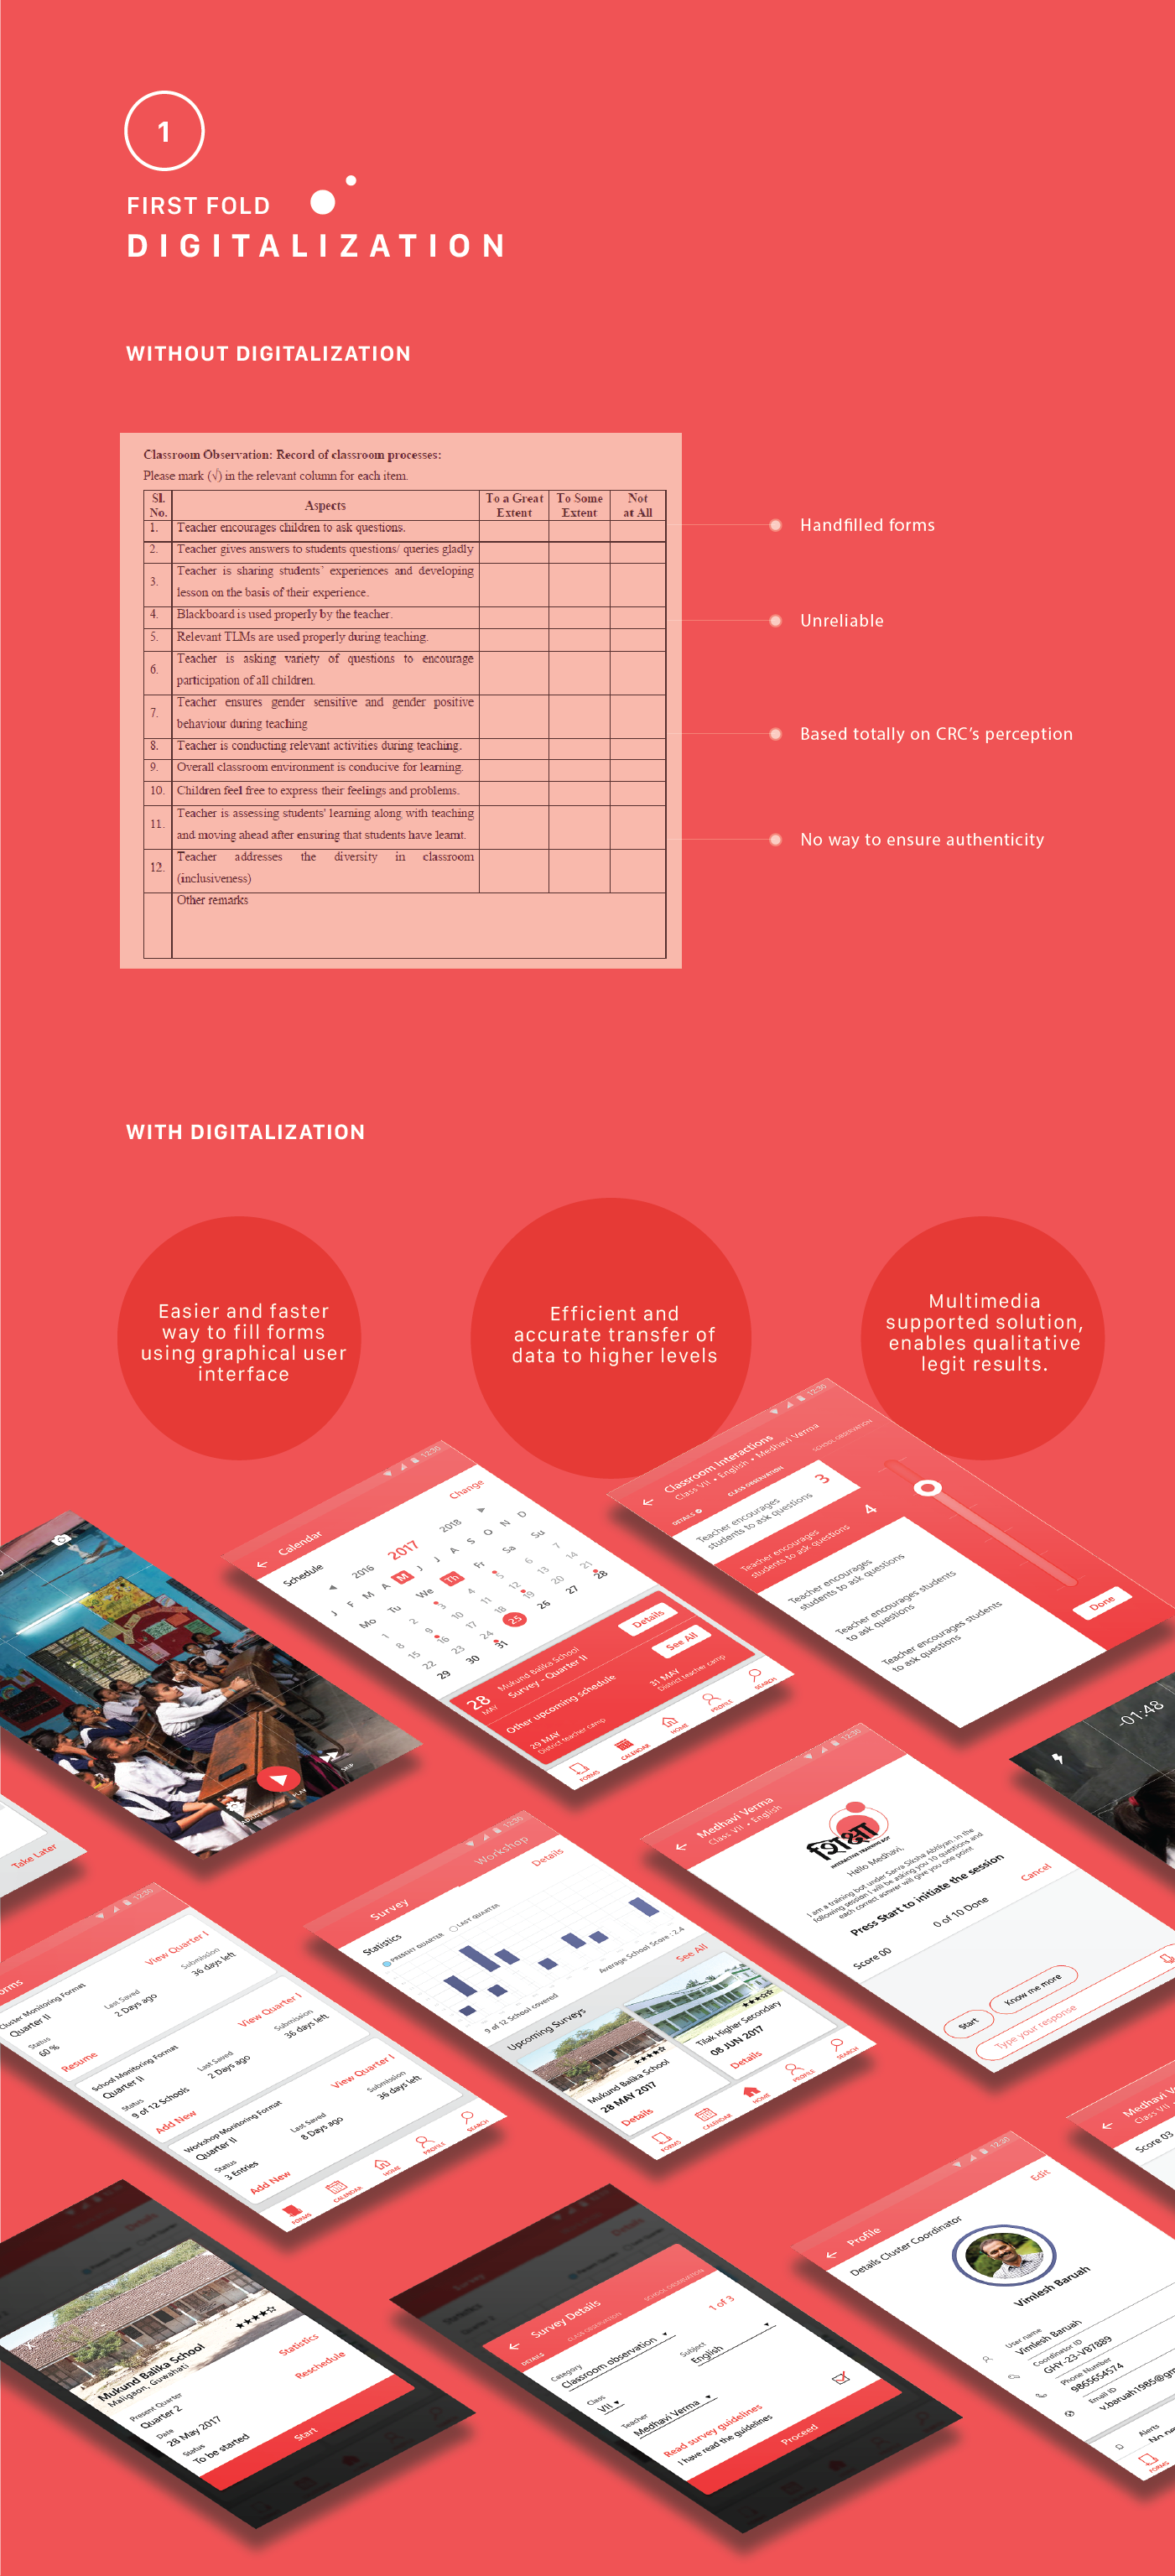 1
FIRST FOLD
DIGITALIZATION
WITHOUT DIGITALIZATION
Classroom Observation: Record of classroom processes:
Please mark (√) in the relevant column for each item.
Sl. No. Aspects To a Great Extent To Some Extent Not at All
1. Teacher encourages children to ask questions.
2. Teacher gives answers to students questions/ queries gladly
3. Teacher is sharing students' experiences and developing
lesson on the basis of their experience.
4. Blackboard is used properly by the teacher.
5. Relevant TLMs are used properly during teaching.
6. Teacher is asking variety of questions to encourage
participation of all children.
7. Teacher ensures gender sensitive and gender positive
behaviour during teaching
8. Teacher is conducting relevant activities during teaching.
9. Overall classroom environment is conducive for learning.
10. Children feel free to express their feelings and problems.
11. Teacher is assessing students' learning along with teaching
and moving ahead after ensuring that students have learnt.
12. Teacher addresses the diversity in classroom
(inclusiveness)
Other remarks
Handfilled forms
Unreliable
Based totally on CRC's perception
No way to ensure authenticity
WITH DIGITALIZATION
Easier and faster
way to fill forms
using graphical user
interface
Efficient and
accurate transfer of
data to higher levels
Multimedia
supported solution,
enables qualitative
legit results.
12:30
Classroom Interactions
Class VII • English • Medhavi Verma
DETAILS CLASS OBSERVATION SCHOOL OBSERVATION
Teacher encourages
students to ask questions
3
Teacher encourages
students to ask questions
4
Teacher encourages
students to ask questions
Teacher encourages students
to ask questions
Teacher encourages students
to ask questions
Done
12:30
Calendar
Schedule
Change
2016 2017 2018
J F M A M J J A S O N D
Mo Tu We Th Fr Sa Su
1 2 3 4 5 6 7
8 9 10 11 12 13 14
15 16 17 18 19 20 21
22 23 24 25 26 27 28
29 30 31
28 MAY
Mukund Balika School
Survey - Quarter II
Details
Other upcoming schedule
See All
29 MAY
District teacher camp
31 MAY
District teacher camp
FORMS CALENDAR HOME PROFILE SEARCH
-01:48
Take Later
12:30
Medhavi Verma
Class VII • English
शिक्षा
INTERACTIVE TRAINING BOT
Hello Medhavi,
I am a training bot under Sarva Siksha Abhiyan, in the
following session I will be asking you 10 questions and
each correct asnwer will give you one point
Press Start to initiate the session
Score 00
0 of 10 Done
Cancel
Start
Know me more
Type your response
12:30
Survey
Workshop
Statistics
Details
PRESENT QUARTER LAST QUARTER
9 of 12 School covered
Average School Score : 2.4
Upcoming Surveys
See All
Mukund Balika School
28 MAY 2017
Details
Tilak Higher Secondary
08 JUN 2017
Details
FORMS CALENDAR HOME PROFILE SEARCH
12:30
Cluster Monitoring Format
Quarter II
View Quarter I
Status
60 %
Last Saved
2 Days ago
Submission
36 days left
Resume
School Monitoring Format
Quarter II
View Quarter I
Status
9 of 12 Schools
Last Saved
2 Days ago
Submission
36 days left
Add New
Workshop Monitoring Format
Quarter II
View Quarter I
Status
3 Entries
Last Saved
8 Days ago
Submission
36 days left
Add New
FORMS CALENDAR HOME PROFILE SEARCH
Score 03
12:30
Profile
Details Cluster Coordinator
Edit
Vimlesh Baruah
User name
Vimlesh Baruah
Coordinator ID
GHY-23-VB7889
Phone Number
9865654574
Email ID
Alerts
FORMS
Mukund Balika School
Maligaon, Guwahati
Present Quarter
Quarter 2
Date
28 May 2017
Status
To be started
Statistics
Reschedule
Start
Survey Details
DETAILS CLASS OBSERVATION SCHOOL OBSERVATION
1 of 3
Category
Classroom observation
Class
VII
Subject
English
Teacher
Medhavi Verma
Read survey guidelines
I have read the guidelines
Proceed